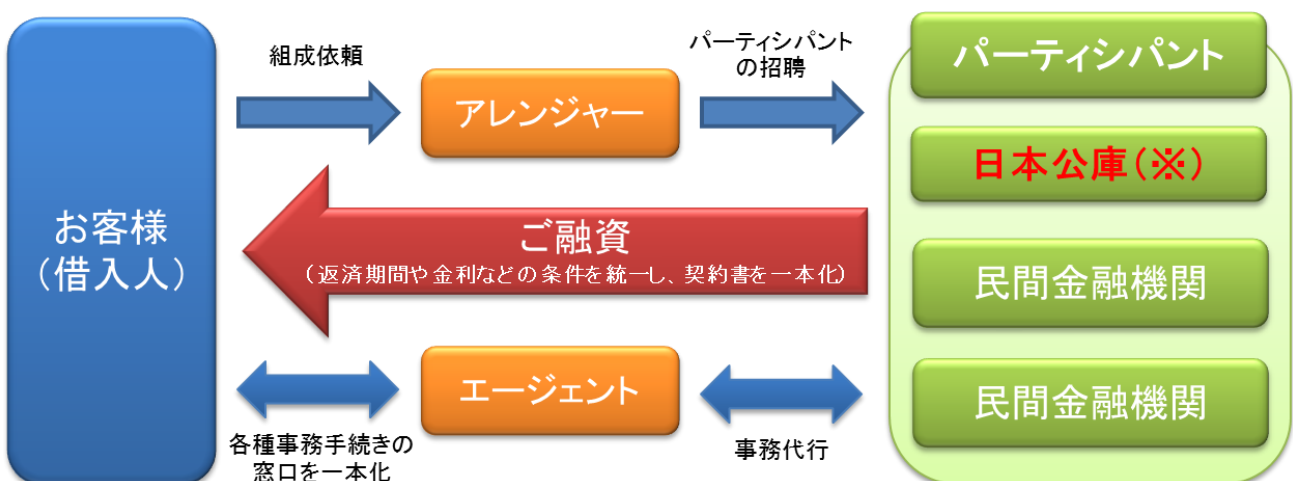 組成依頼
パーティシパント
の招聘
パーティシパント
アレンジャー
日本公庫(※)
お客様
(借入人)
ご融資
(返済期間や金利などの条件を統一し、契約書を一本化)
民間金融機関
エージェント
民間金融機関
各種事務手続きの
窓口を一本化
事務代行